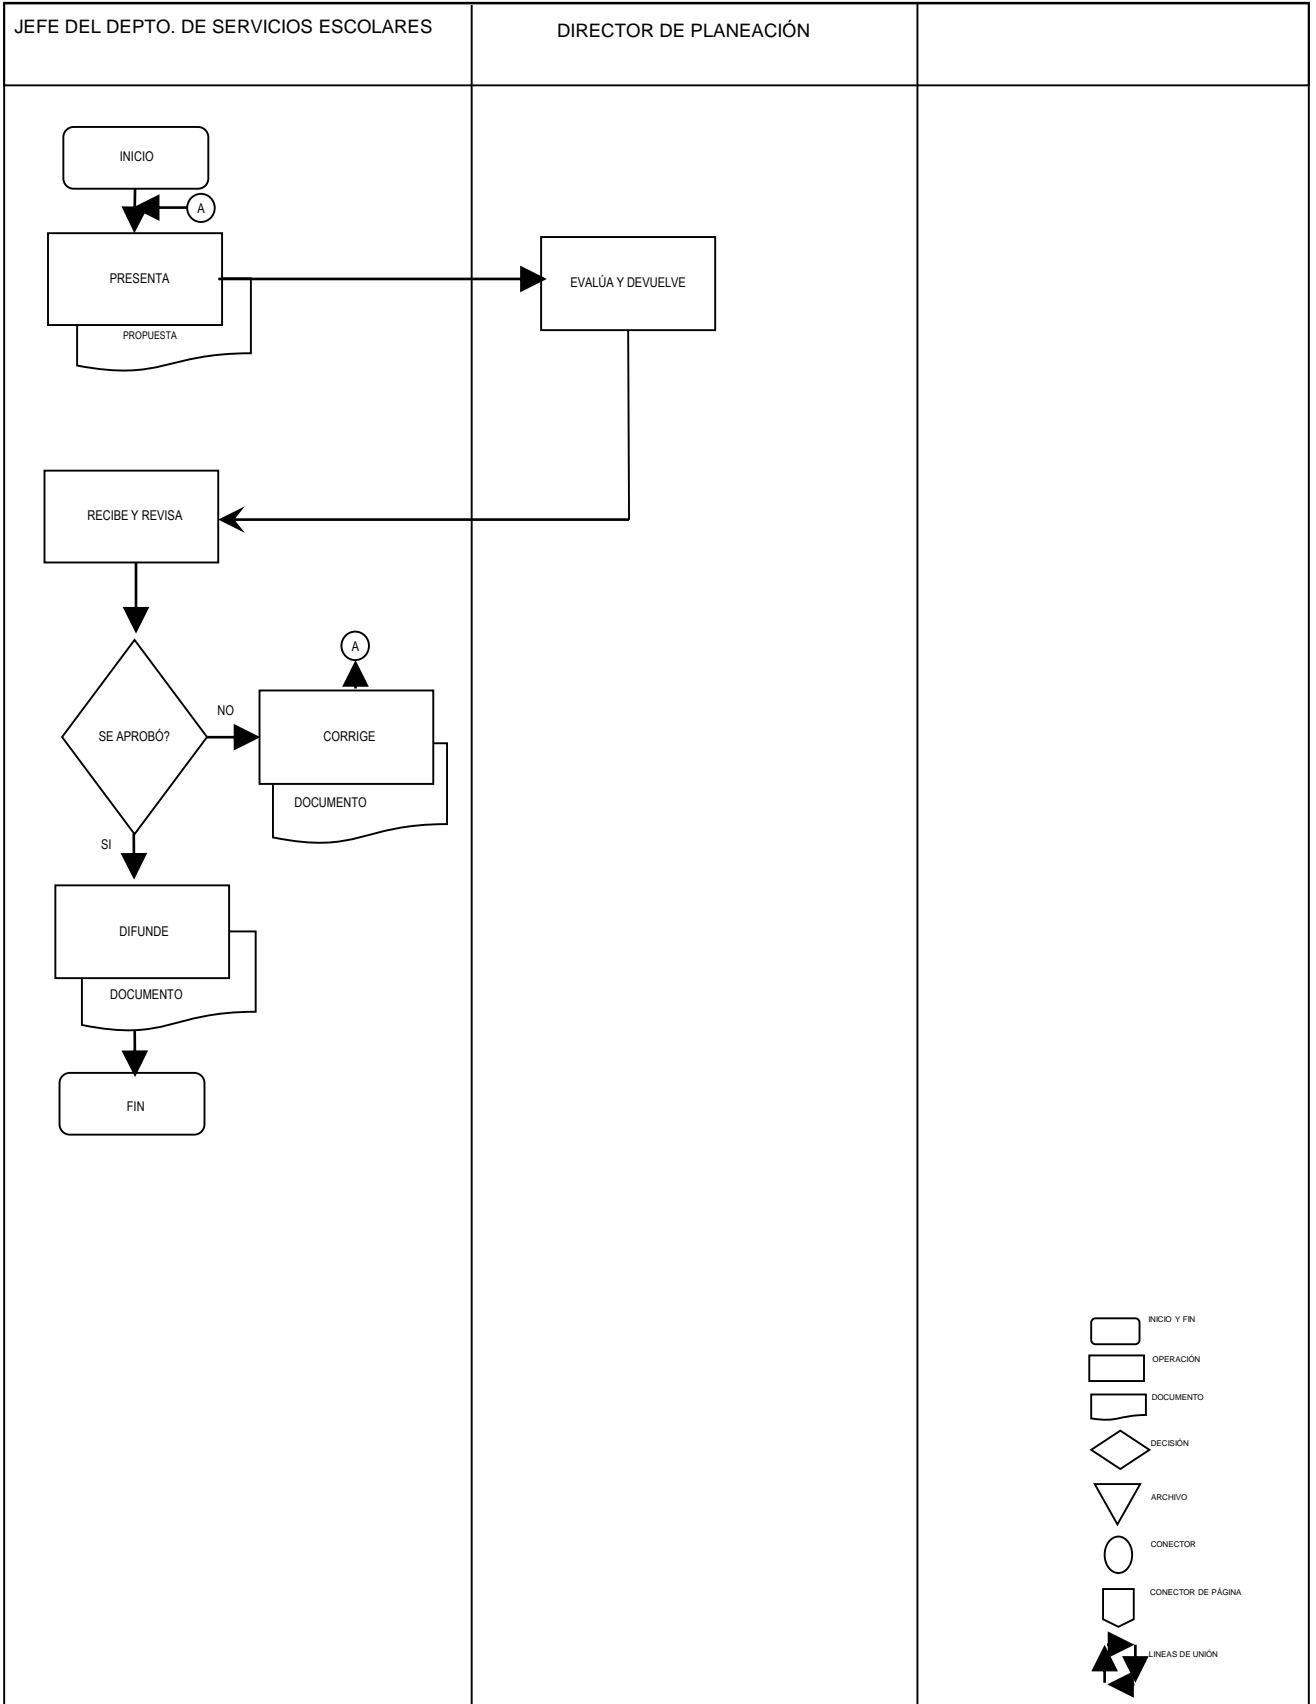 JEFE DEL DEPTO. DE SERVICIOS ESCOLARES
DIRECTOR DE PLANEACIÓN
INICIO
A
PRESENTA
PROPUESTA
EVALÚA Y DEVUELVE
RECIBE Y REVISA
SE APROBÓ?
NO
A
CORRIGE
DOCUMENTO
SI
DIFUNDE
DOCUMENTO
FIN
INICIO Y FIN
OPERACIÓN
DOCUMENTO
DECISIÓN
ARCHIVO
CONECTOR
CONECTOR DE PÁGINA
LINEAS DE UNIÓN